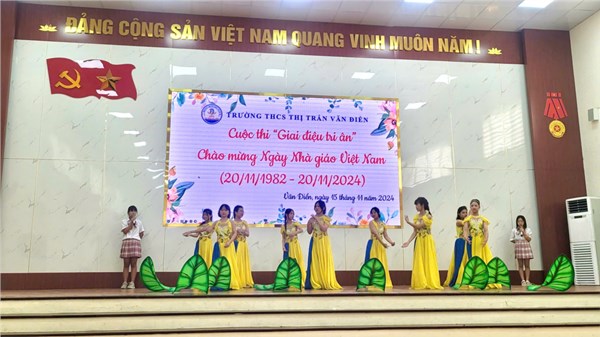 ĐẢNG CỘNG SẢN VIỆT NAM QUANG VINH MUÔN NĂM !
TRƯỜNG THCS THỊ TRẤN VĂN ĐIỂN
Cuộc thi "Giai điệu tri ân"
Chào mừng Ngày Nhà giáo Việt Nam
(20/11/1982 - 20/11/2024)
Văn Điển, ngày 15 tháng 11 năm 2024